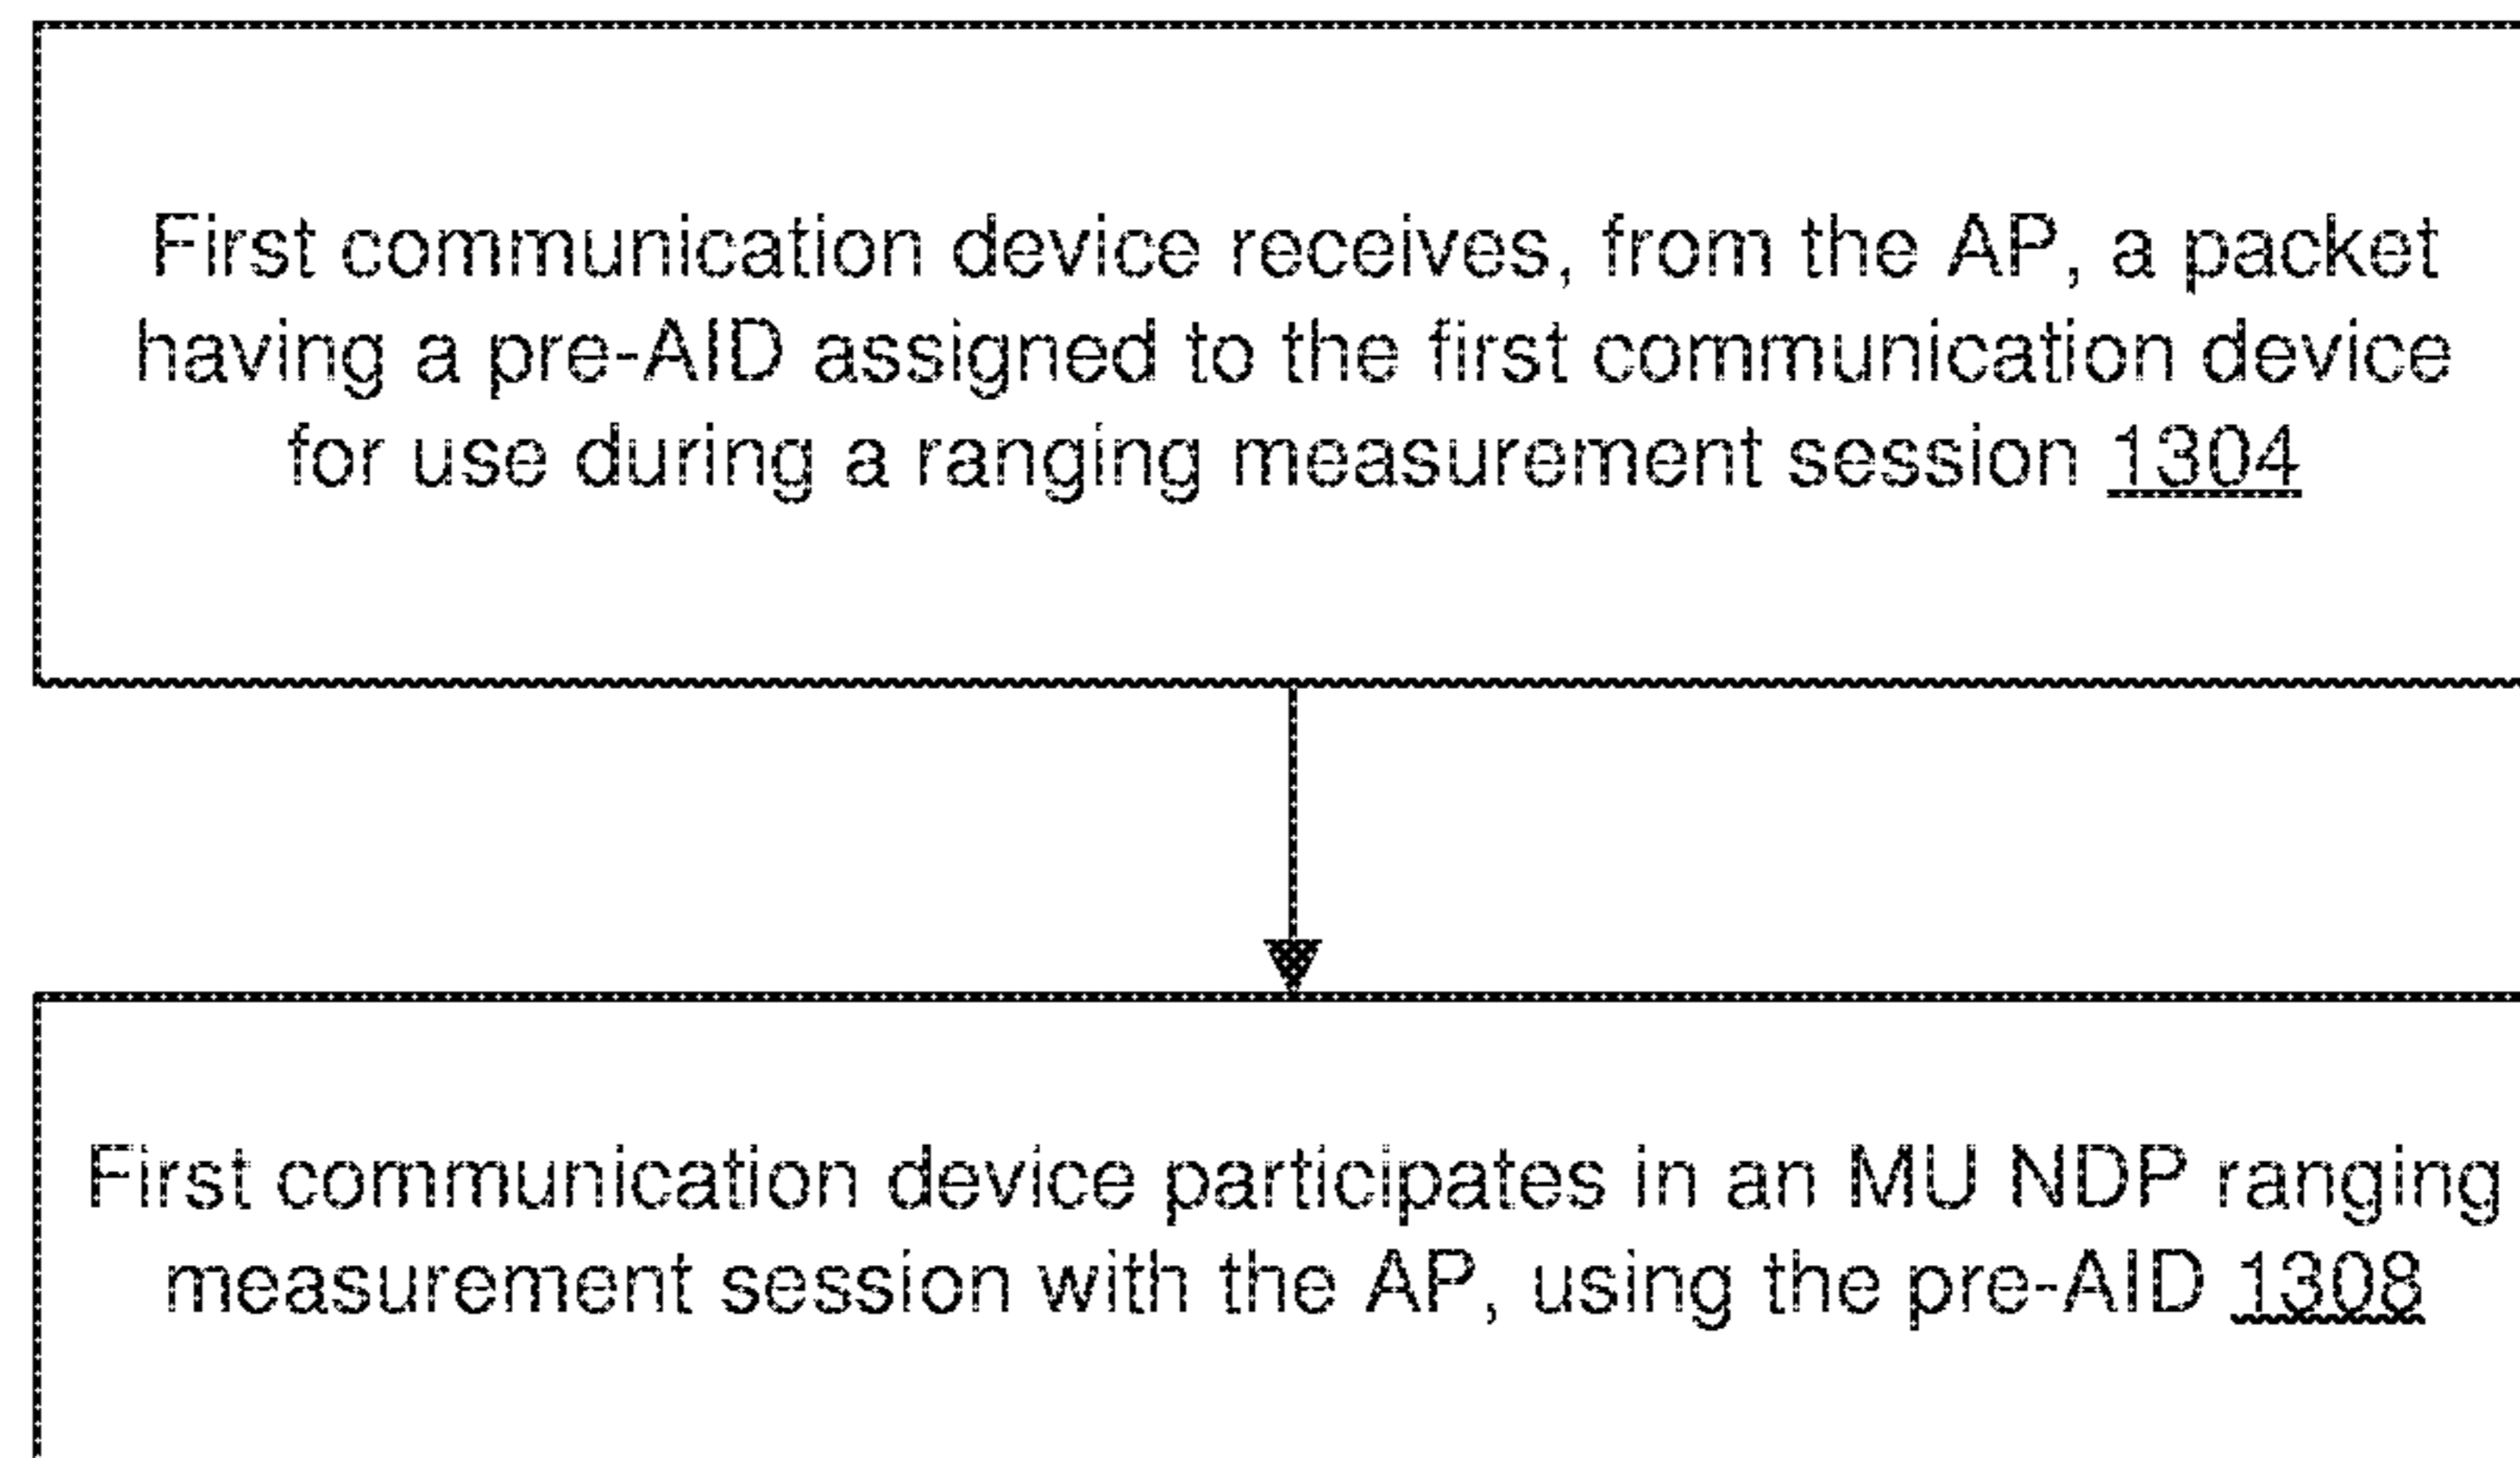 First communication device receives, from the AP, a packet
having a pre-AID assigned to the first communication device
for use during a ranging measurement session 1304
First communication device participates in an MU NDP ranging
measurement session with the AP, using the pre-AID 1308